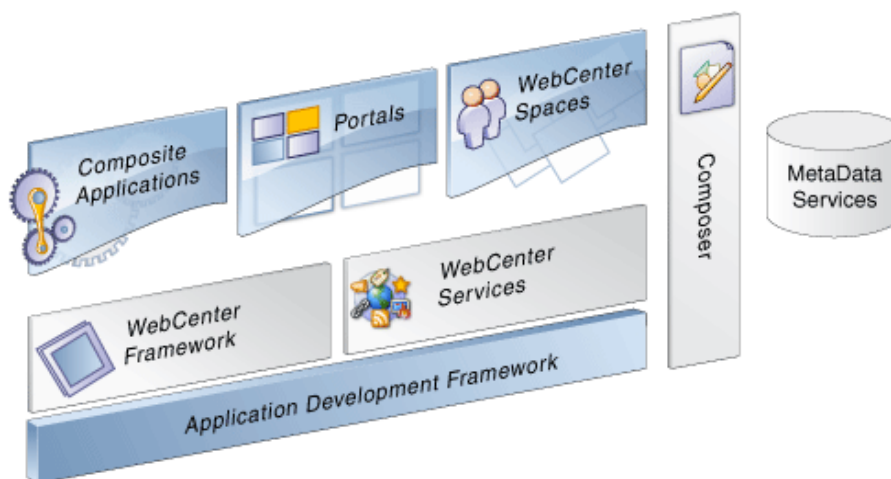 Composite
Applications
Portals
WebCenter
Spaces
Composer
MetaData
Services
WebCenter
Framework
WebCenter
Services
Application Development Framework